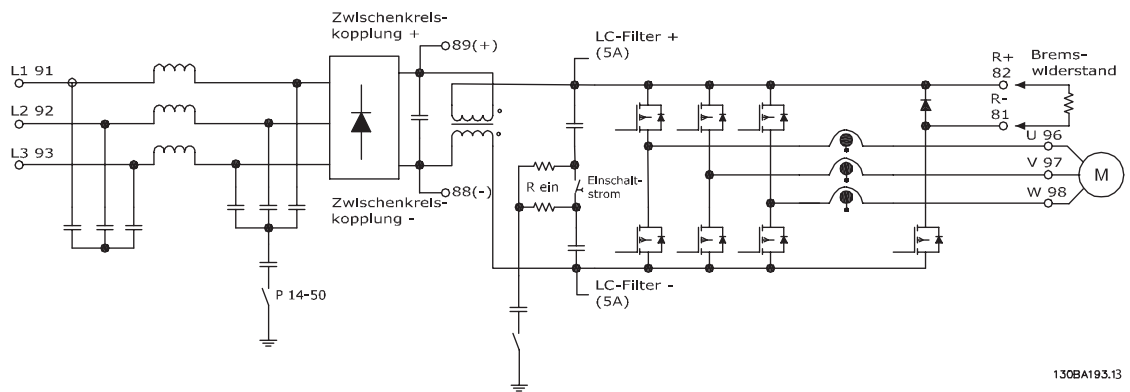 Zwischenkreis-
kopplung +
89(+)
LC-Filter +
(5A)
L1 91
L2 92
L3 93
R+
82
Brems-
widerstand
R-
81
U 96
V 97
W 98
M
R ein
Einschalt-
strom
88(-)
Zwischenkreis-
kopplung -
P 14-50
LC-Filter -
(5A)
130BA193.13